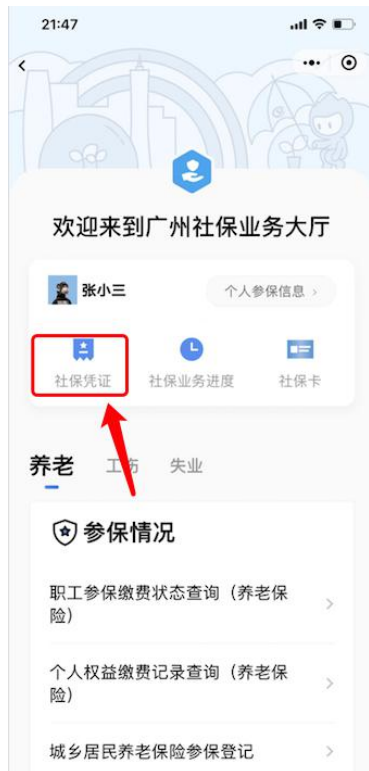 21:47
欢迎来到广州社保业务大厅
张小三
个人参保信息 >
社保凭证
社保业务进度
社保卡
养老
工伤
失业
参保情况
职工参保缴费状态查询（养老保
险）
个人权益缴费记录查询（养老保
险）
城乡居民养老保险参保登记